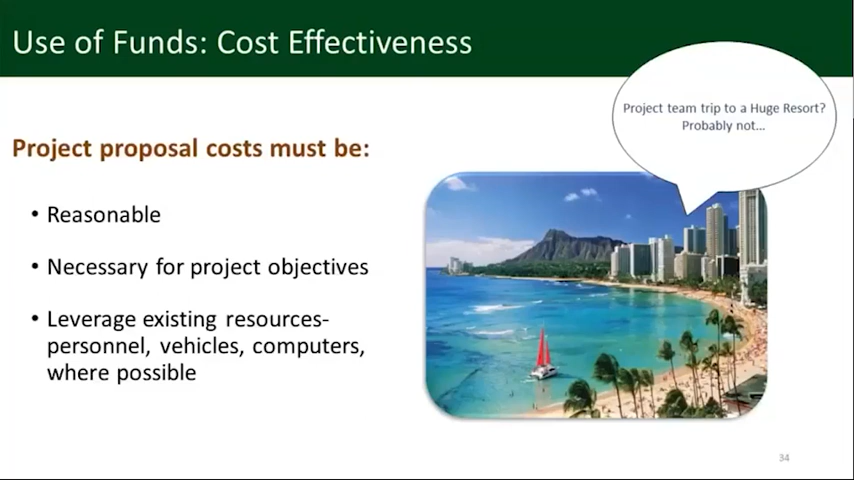 Use of Funds: Cost Effectiveness
Project team trip to a Huge Resort?
Probably not...
Project proposal costs must be:
• Reasonable
• Necessary for project objectives
• Leverage existing resources-
personnel, vehicles, computers,
where possible
34